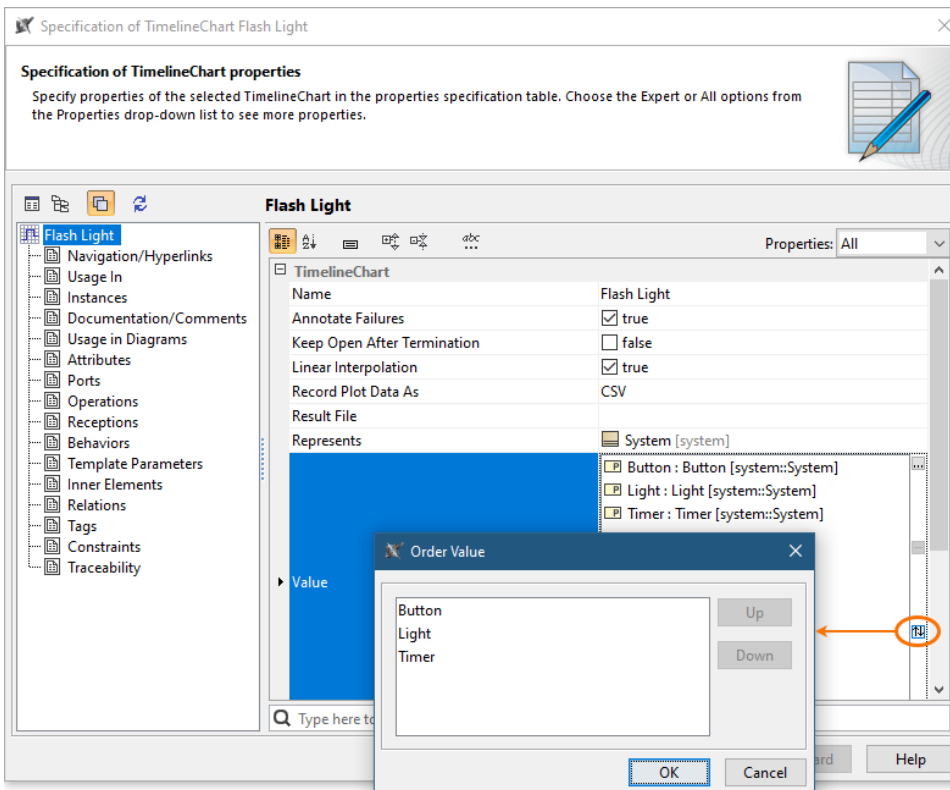 Specification of TimelineChart Flash Light
Specification of TimelineChart properties
Specify properties of the selected TimelineChart in the properties specification table. Choose the Expert or All options from
the Properties drop-down list to see more properties.
Flash Light
Flash Light
Navigation/Hyperlinks
Usage In
Instances
Documentation/Comments
Usage in Diagrams
Attributes
Ports
Operations
Receptions
Behaviors
Template Parameters
Inner Elements
Relations
Tags
Constraints
Traceability
abc
Properties: All
TimelineChart
Name Flash Light
Annotate Failures true
Keep Open After Termination false
Linear Interpolation true
Record Plot Data As CSV
Result File
Represents System [system]
Value
P Button : Button [system::System]
P Light : Light [system::System]
P Timer : Timer [system::System]
Order Value
Button
Light
Timer
Up
Down
OK
Cancel
Type here to
Help